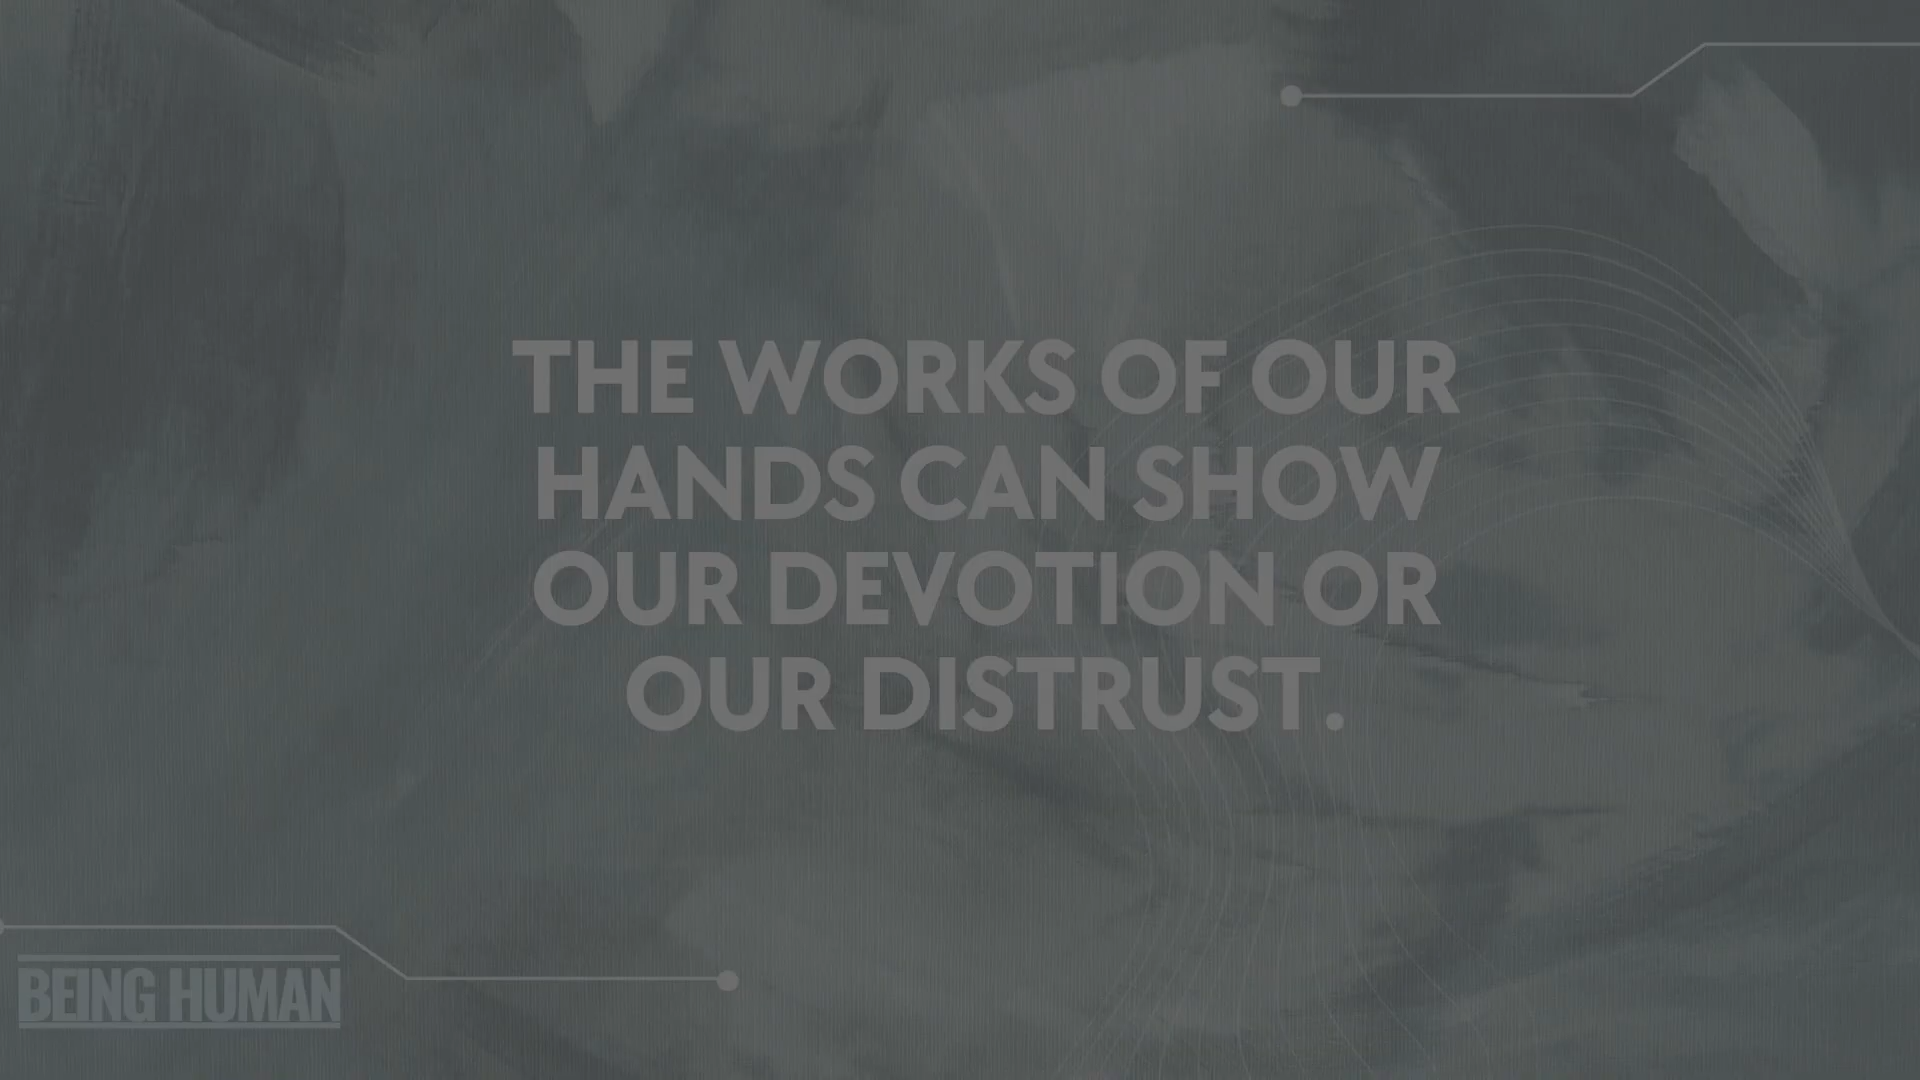 THE WORKS OF OUR
HANDS CAN SHOW
OUR DEVOTION OR
OUR DISTRUST.
BEING HUMAN